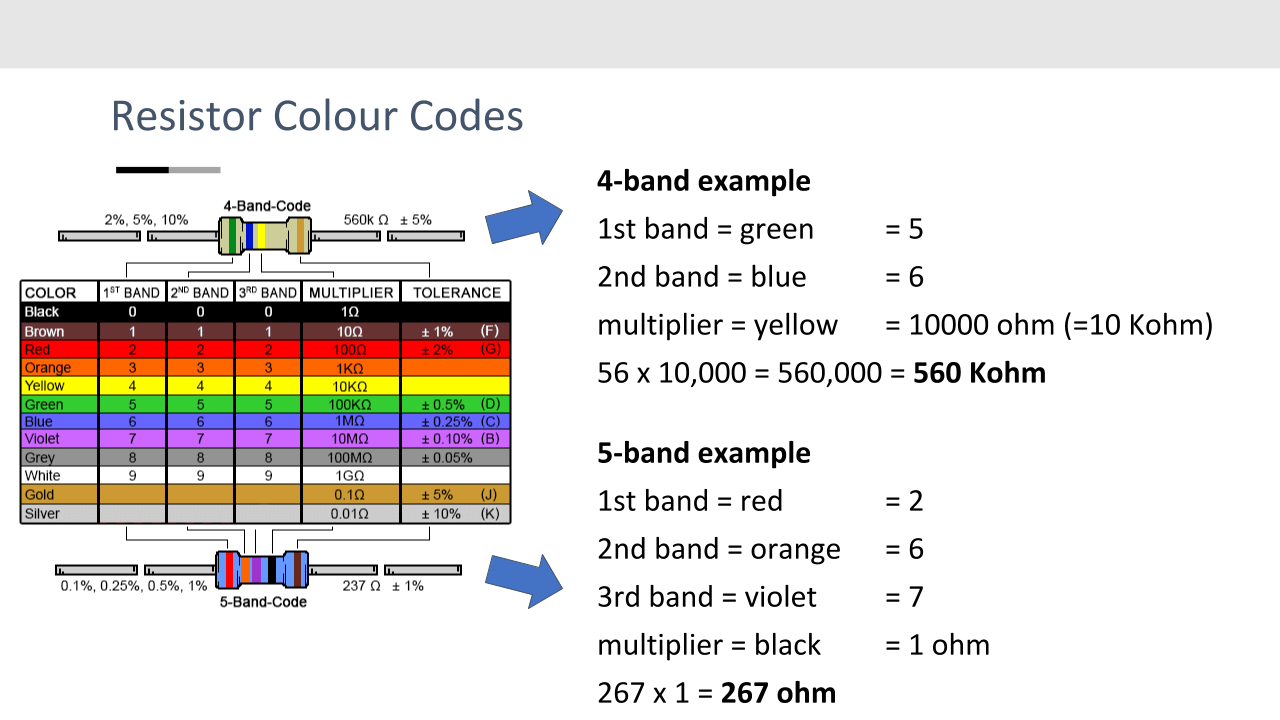 Resistor Colour Codes
4-Band-Code
2%, 5%, 10%
560k Ω ± 5%
COLOR 1ST BAND 2ND BAND 3RD BAND MULTIPLIER TOLERANCE
Black 0 0 0 1Ω
Brown 1 1 1 10Ω ± 1% (F)
Red 2 2 2 100Ω ± 2% (G)
Orange 3 3 3 1KΩ
Yellow 4 4 4 10KΩ
Green 5 5 5 100KΩ ± 0.5% (D)
Blue 6 6 6 1MΩ ± 0.25% (C)
Violet 7 7 7 10MΩ ± 0.10% (B)
Grey 8 8 8 100MΩ ± 0.05%
White 9 9 9 1GΩ
Gold 0.1Ω ± 5% (J)
Silver 0.01Ω ± 10% (K)
0.1%, 0.25%, 0.5%, 1%
237 Ω ± 1%
5-Band-Code
4-band example
1st band = green = 5
2nd band = blue = 6
multiplier = yellow = 10000 ohm (=10 Kohm)
56 x 10,000 = 560,000 = 560 Kohm
5-band example
1st band = red = 2
2nd band = orange = 6
3rd band = violet = 7
multiplier = black = 1 ohm
267 x 1 = 267 ohm